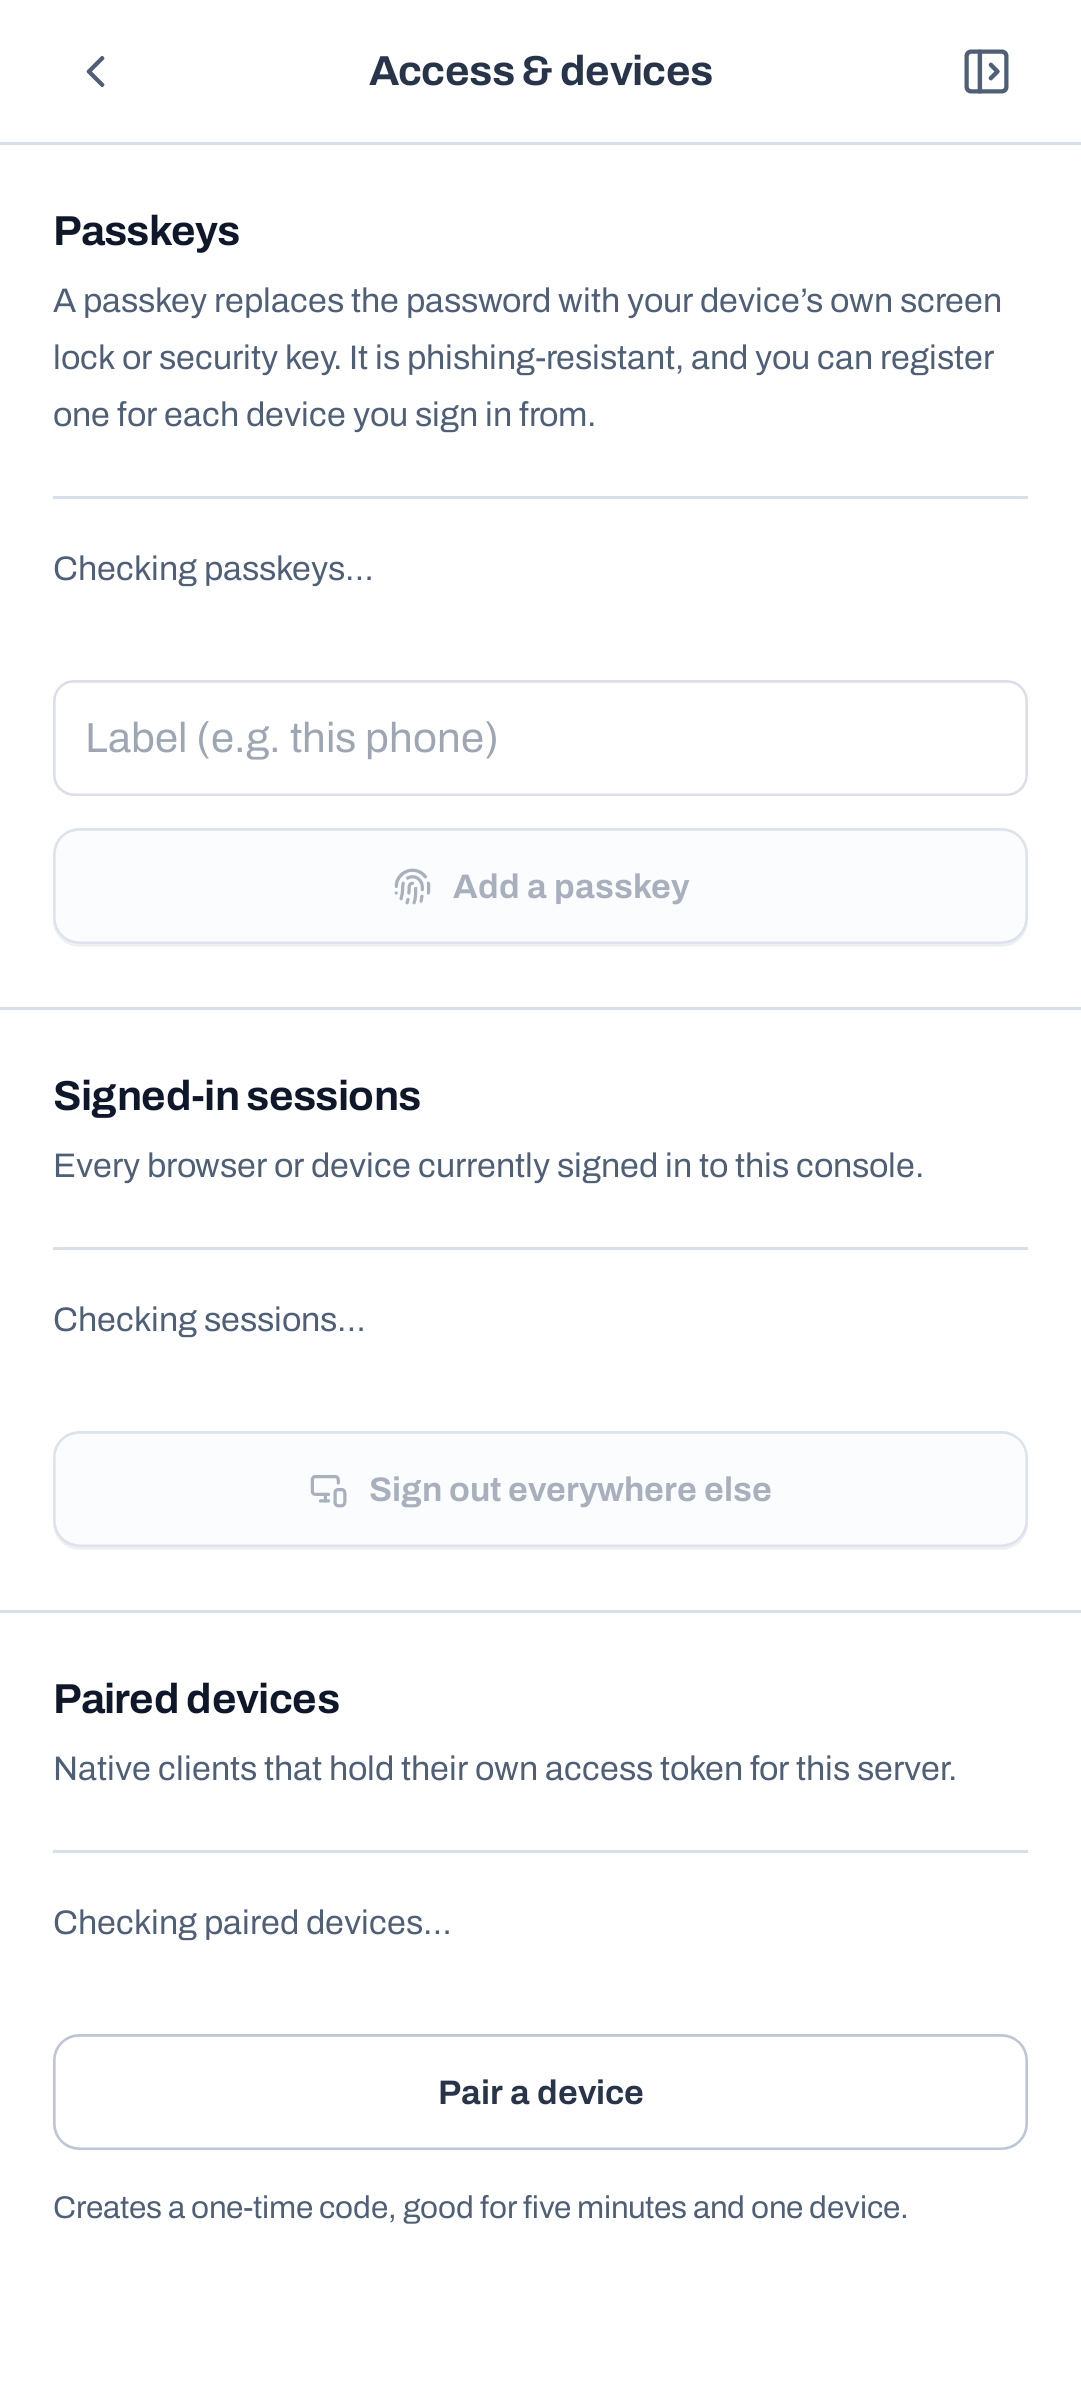 Access & devices
Passkeys
A passkey replaces the password with your device’s own screen
lock or security key. It is phishing-resistant, and you can register
one for each device you sign in from.
Checking passkeys...
Label (e.g. this phone)
Add a passkey
Signed-in sessions
Every browser or device currently signed in to this console.
Checking sessions...
Sign out everywhere else
Paired devices
Native clients that hold their own access token for this server.
Checking paired devices...
Pair a device
Creates a one-time code, good for five minutes and one device.